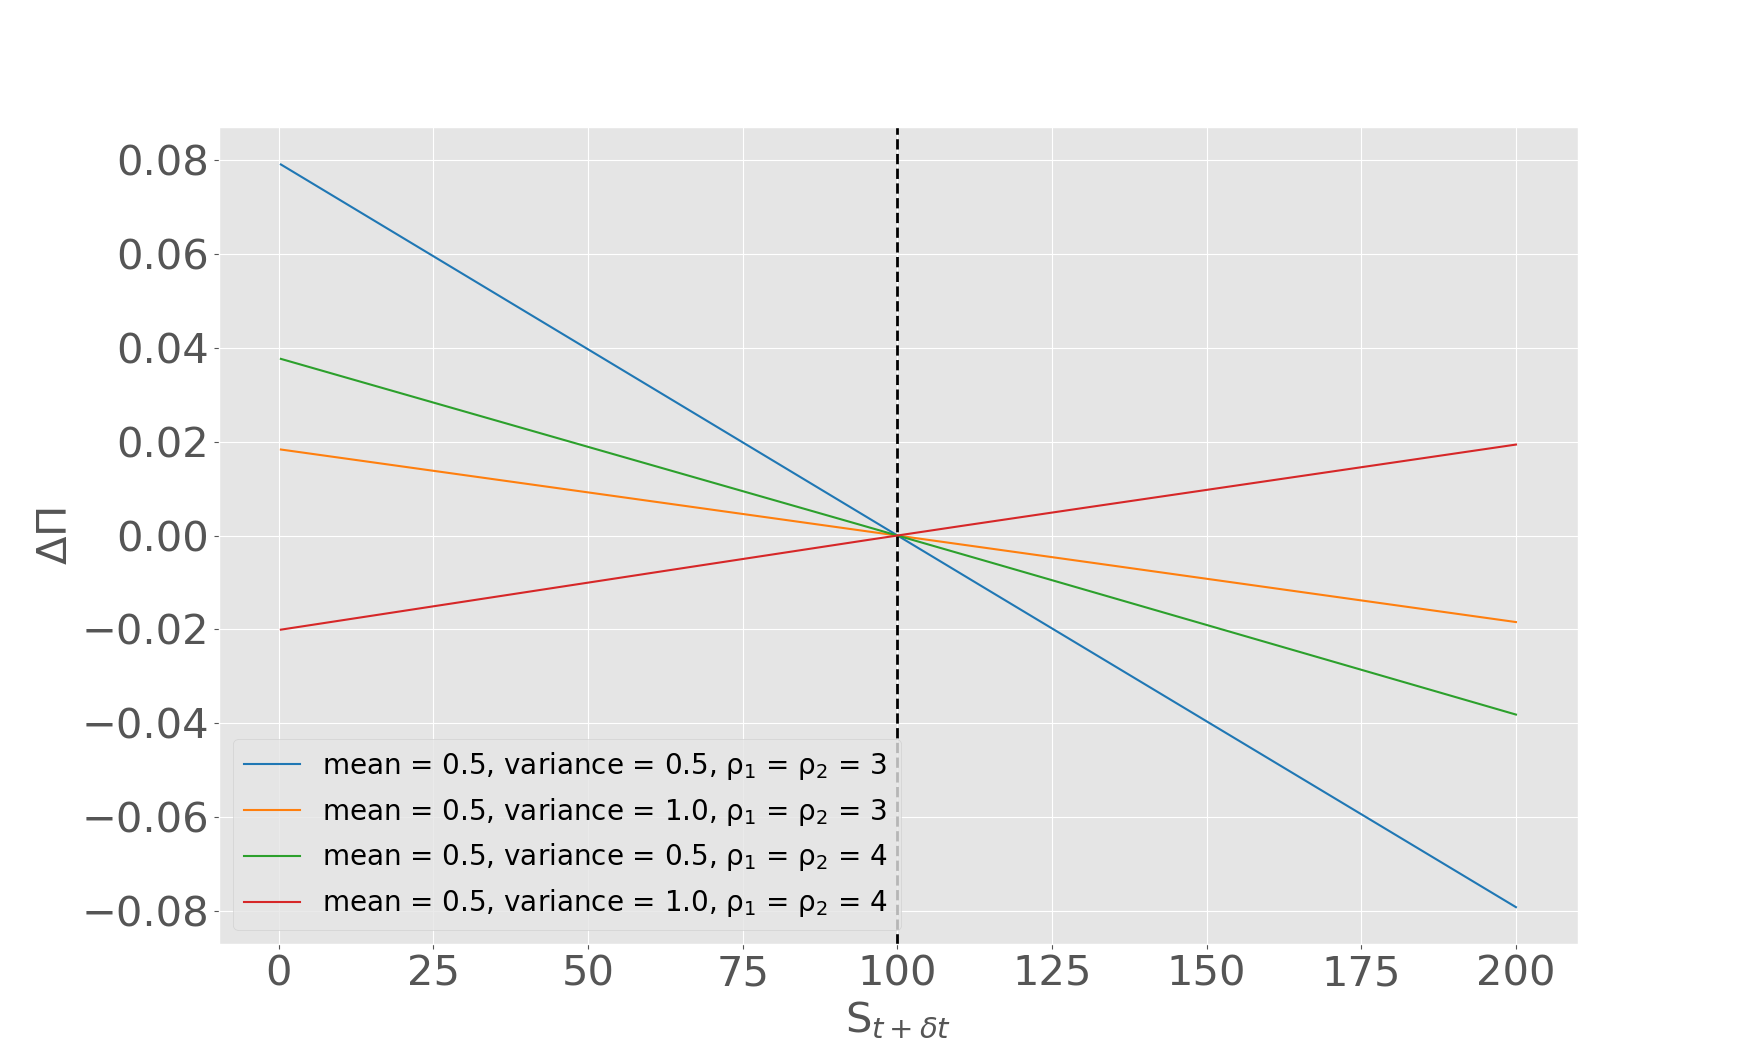 0.08
0.06
0.04
0.02
0.00
−0.02
−0.04
−0.06
−0.08
ΔΠ
mean = 0.5, variance = 0.5, ρ₁ = ρ₂ = 3
mean = 0.5, variance = 1.0, ρ₁ = ρ₂ = 3
mean = 0.5, variance = 0.5, ρ₁ = ρ₂ = 4
mean = 0.5, variance = 1.0, ρ₁ = ρ₂ = 4
0 25 50 75 100 125 150 175 200
S_{t + δt}